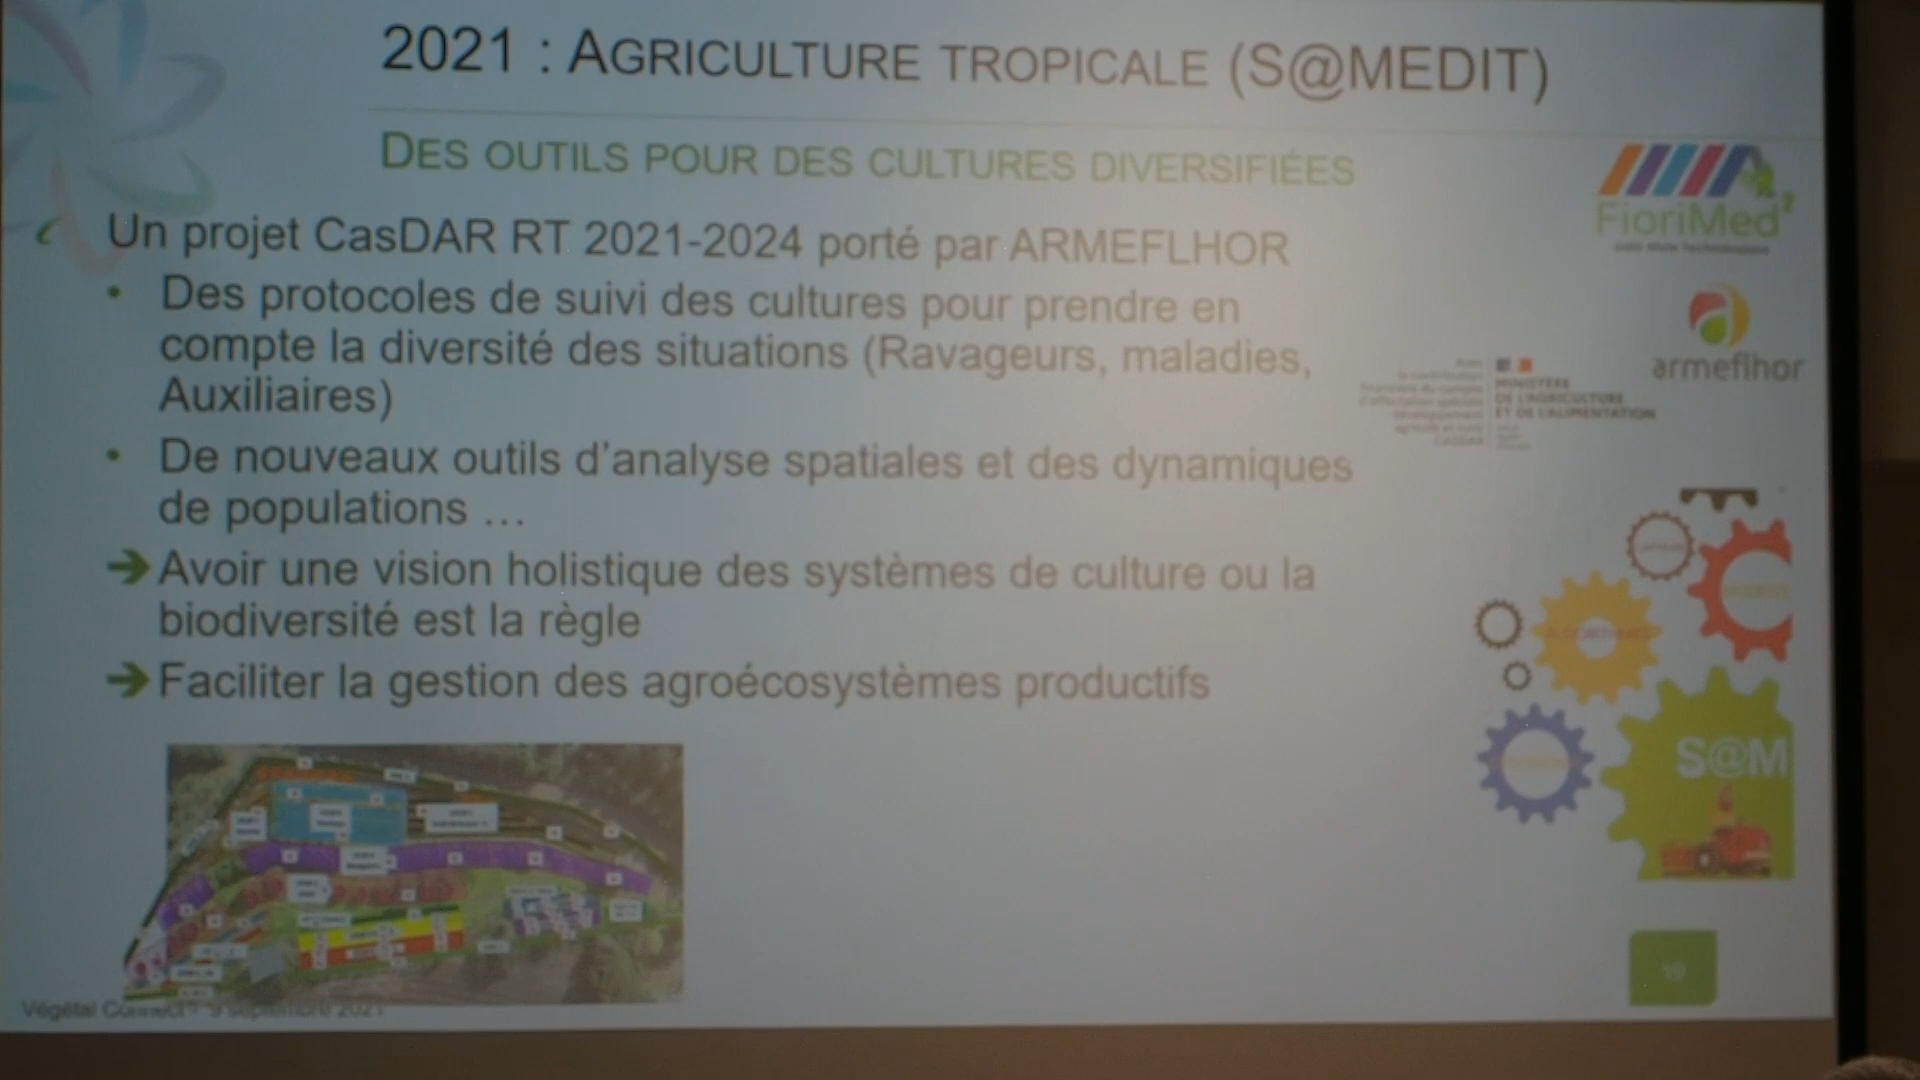 2021 : AGRICULTURE TROPICALE (S@MEDIT)
DES OUTILS POUR DES CULTURES DIVERSIFIÉES
Un projet CasDAR RT 2021-2024 porté par ARMEFLHOR
• Des protocoles de suivi des cultures pour prendre en
compte la diversité des situations (Ravageurs, maladies,
Auxiliaires)
• De nouveaux outils d'analyse spatiales et des dynamiques
de populations ...
➔ Avoir une vision holistique des systèmes de culture ou la
biodiversité est la règle
➔ Faciliter la gestion des agroécosystèmes productifs
FioriMed²
armeflhor
MINISTÈRE
DE L'AGRICULTURE
ET DE L'ALIMENTATION
S@M
19
Végétal Connect - 9 septembre 2021